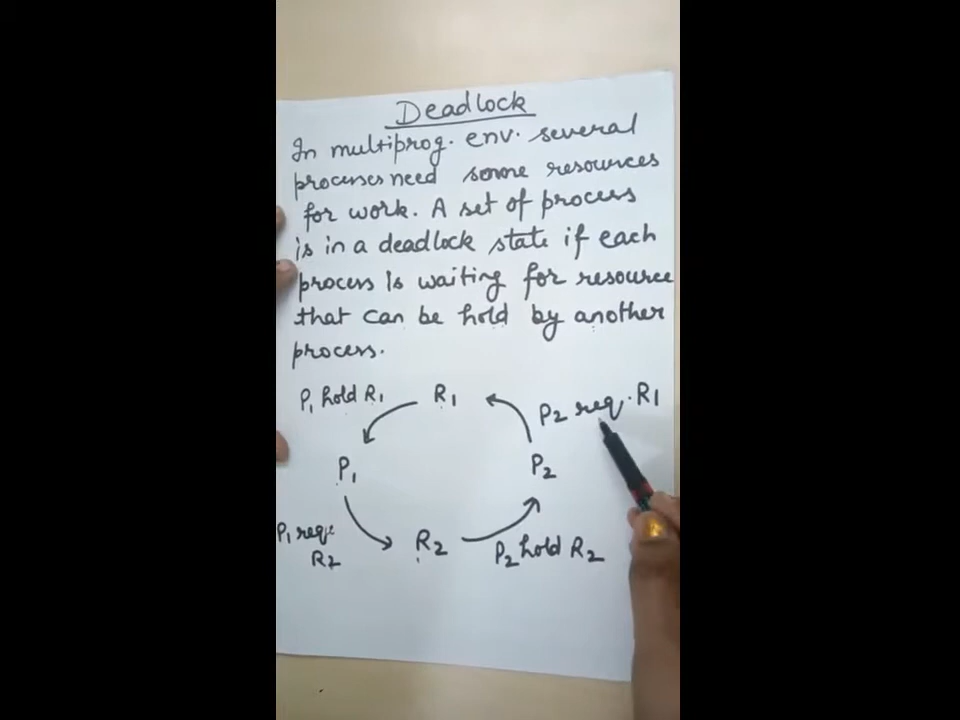 Deadlock
In multiprog. env. several
processes need some resources
for work. A set of process
is in a deadlock state if each
process is waiting for resource
that can be hold by another
process.
P1 hold R1
R1
P2 req. R1
P1
P2
P1 req.
R2
R2
P2 hold R2